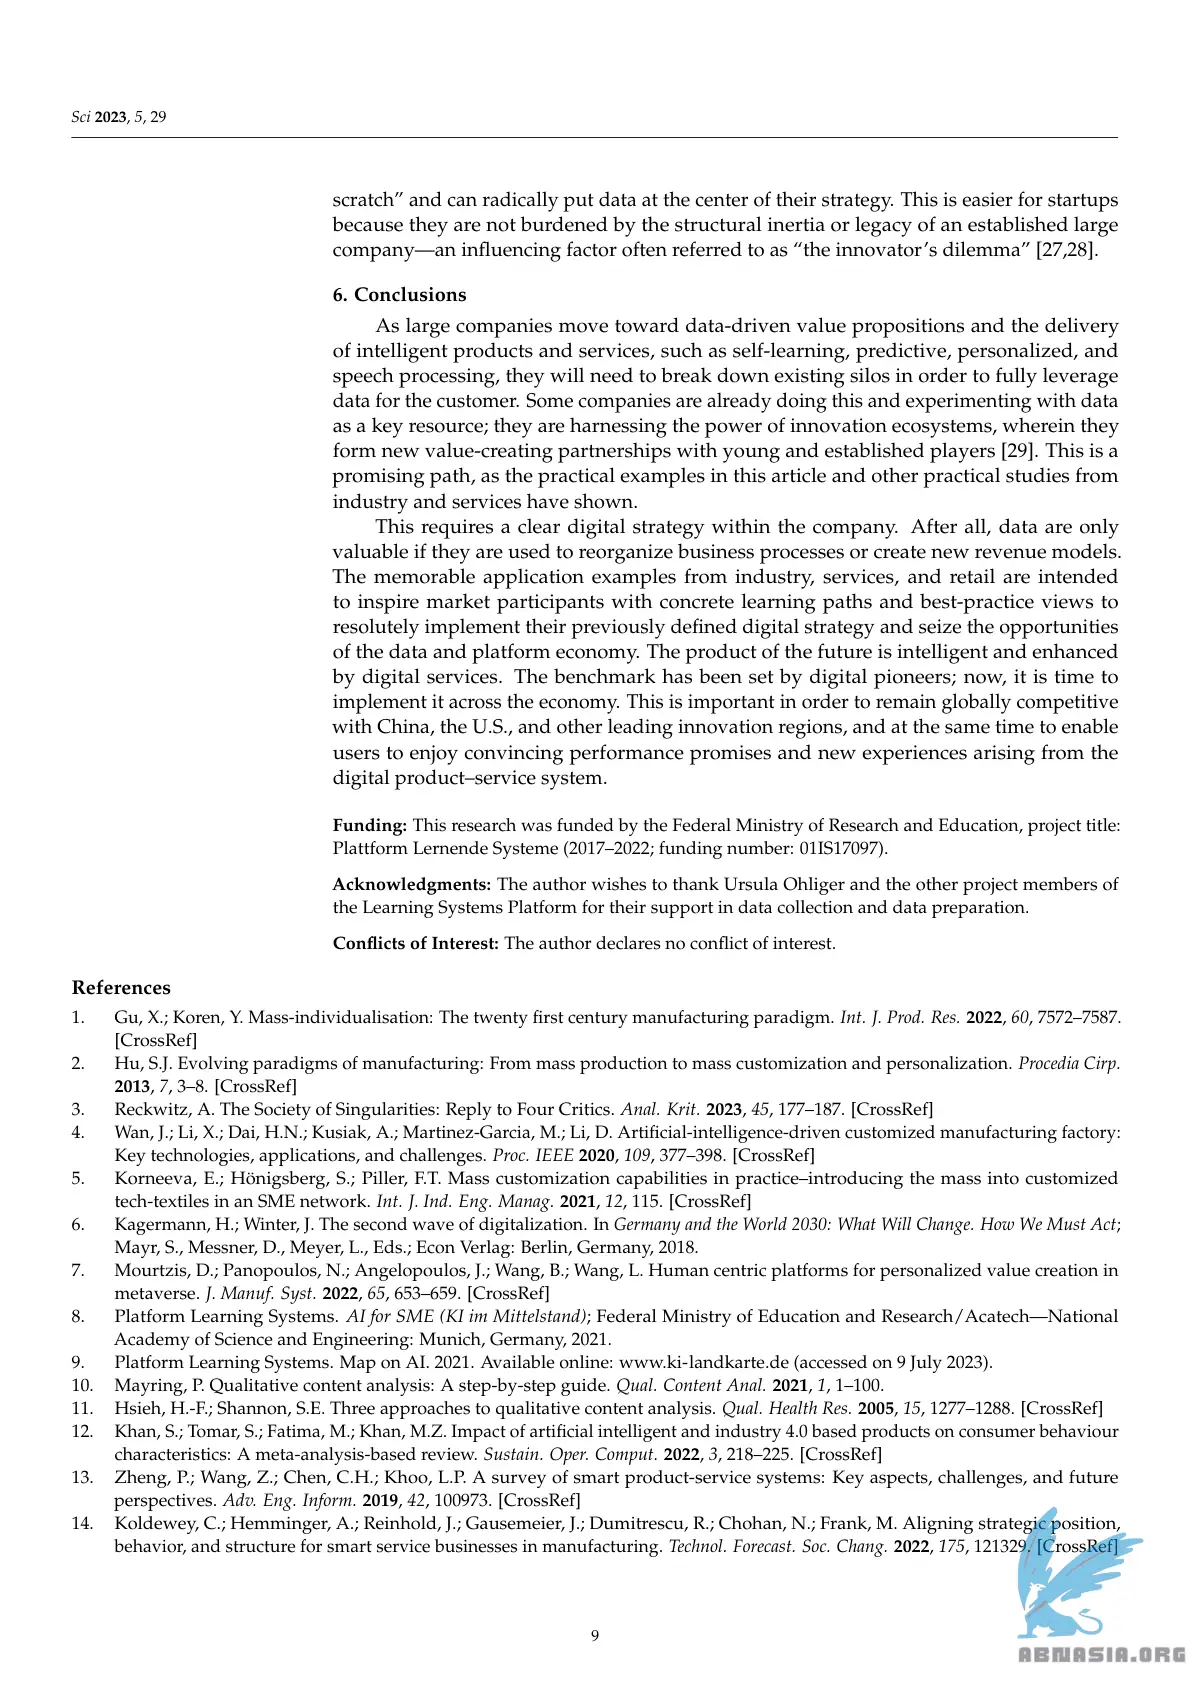 Sci 2023, 5, 29
scratch” and can radically put data at the center of their strategy. This is easier for startups
because they are not burdened by the structural inertia or legacy of an established large
company—an influencing factor often referred to as “the innovator’s dilemma” [27,28].
6. Conclusions
As large companies move toward data-driven value propositions and the delivery
of intelligent products and services, such as self-learning, predictive, personalized, and
speech processing, they will need to break down existing silos in order to fully leverage
data for the customer. Some companies are already doing this and experimenting with data
as a key resource; they are harnessing the power of innovation ecosystems, wherein they
form new value-creating partnerships with young and established players [29]. This is a
promising path, as the practical examples in this article and other practical studies from
industry and services have shown.
This requires a clear digital strategy within the company. After all, data are only
valuable if they are used to reorganize business processes or create new revenue models.
The memorable application examples from industry, services, and retail are intended
to inspire market participants with concrete learning paths and best-practice views to
resolutely implement their previously defined digital strategy and seize the opportunities
of the data and platform economy. The product of the future is intelligent and enhanced
by digital services. The benchmark has been set by digital pioneers; now, it is time to
implement it across the economy. This is important in order to remain globally competitive
with China, the U.S., and other leading innovation regions, and at the same time to enable
users to enjoy convincing performance promises and new experiences arising from the
digital product–service system.
Funding: This research was funded by the Federal Ministry of Research and Education, project title:
Plattform Lernende Systeme (2017–2022; funding number: 01IS17097).
Acknowledgments: The author wishes to thank Ursula Ohliger and the other project members of
the Learning Systems Platform for their support in data collection and data preparation.
Conflicts of Interest: The author declares no conflict of interest.
References
1. Gu, X.; Koren, Y. Mass-individualisation: The twenty first century manufacturing paradigm. Int. J. Prod. Res. 2022, 60, 7572–7587.
[CrossRef]
2. Hu, S.J. Evolving paradigms of manufacturing: From mass production to mass customization and personalization. Procedia Cirp.
2013, 7, 3–8. [CrossRef]
3. Reckwitz, A. The Society of Singularities: Reply to Four Critics. Anal. Krit. 2023, 45, 177–187. [CrossRef]
4. Wan, J.; Li, X.; Dai, H.N.; Kusiak, A.; Martinez-Garcia, M.; Li, D. Artificial-intelligence-driven customized manufacturing factory:
Key technologies, applications, and challenges. Proc. IEEE 2020, 109, 377–398. [CrossRef]
5. Korneeva, E.; Hönigsberg, S.; Piller, F.T. Mass customization capabilities in practice–introducing the mass into customized
tech-textiles in an SME network. Int. J. Ind. Eng. Manag. 2021, 12, 115. [CrossRef]
6. Kagermann, H.; Winter, J. The second wave of digitalization. In Germany and the World 2030: What Will Change. How We Must Act;
Mayr, S., Messner, D., Meyer, L., Eds.; Econ Verlag: Berlin, Germany, 2018.
7. Mourtzis, D.; Panopoulos, N.; Angelopoulos, J.; Wang, B.; Wang, L. Human centric platforms for personalized value creation in
metaverse. J. Manuf. Syst. 2022, 65, 653–659. [CrossRef]
8. Platform Learning Systems. AI for SME (KI im Mittelstand); Federal Ministry of Education and Research/Acatech—National
Academy of Science and Engineering: Munich, Germany, 2021.
9. Platform Learning Systems. Map on AI. 2021. Available online: www.ki-landkarte.de (accessed on 9 July 2023).
10. Mayring, P. Qualitative content analysis: A step-by-step guide. Qual. Content Anal. 2021, 1, 1–100.
11. Hsieh, H.-F.; Shannon, S.E. Three approaches to qualitative content analysis. Qual. Health Res. 2005, 15, 1277–1288. [CrossRef]
12. Khan, S.; Tomar, S.; Fatima, M.; Khan, M.Z. Impact of artificial intelligent and industry 4.0 based products on consumer behaviour
characteristics: A meta-analysis-based review. Sustain. Oper. Comput. 2022, 3, 218–225. [CrossRef]
13. Zheng, P.; Wang, Z.; Chen, C.H.; Khoo, L.P. A survey of smart product-service systems: Key aspects, challenges, and future
perspectives. Adv. Eng. Inform. 2019, 42, 100973. [CrossRef]
14. Koldewey, C.; Hemminger, A.; Reinhold, J.; Gausemeier, J.; Dumitrescu, R.; Chohan, N.; Frank, M. Aligning strategic position,
behavior, and structure for smart service businesses in manufacturing. Technol. Forecast. Soc. Chang. 2022, 175, 121329. [CrossRef]
9
ABNASIA.ORG